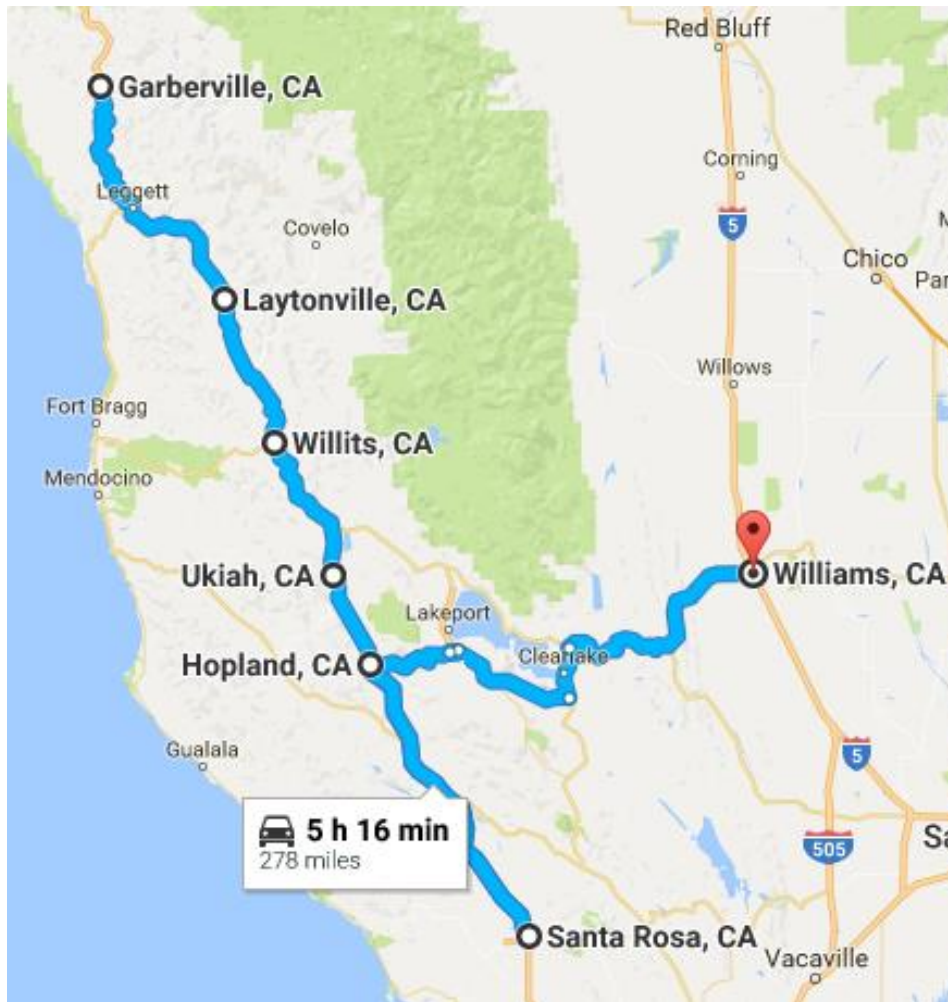 Red Bluff
Garberville, CA
Corning
Leggett
5
Covelo
Chico
Laytonville, CA
Willows
Fort Bragg
Willits, CA
Mendocino
Ukiah, CA
Williams, CA
Lakeport
Hopland, CA
Clearlake
Gualala
5
5 h 16 min
278 miles
505
Sa
Santa Rosa, CA
Vacaville